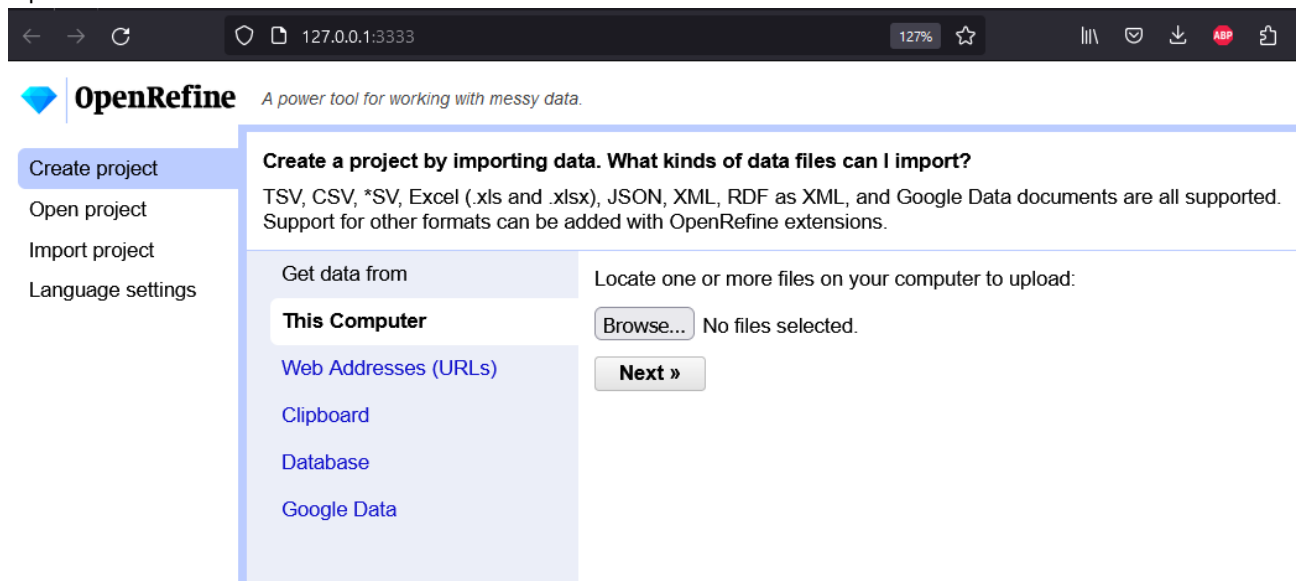 127.0.0.1:3333
127%
ABP
OpenRefine
A power tool for working with messy data.
Create project
Open project
Import project
Language settings
Create a project by importing data. What kinds of data files can I import?
TSV, CSV, *SV, Excel (.xls and .xlsx), JSON, XML, RDF as XML, and Google Data documents are all supported.
Support for other formats can be added with OpenRefine extensions.
Get data from
This Computer
Web Addresses (URLs)
Clipboard
Database
Google Data
Locate one or more files on your computer to upload:
Browse... No files selected.
Next »